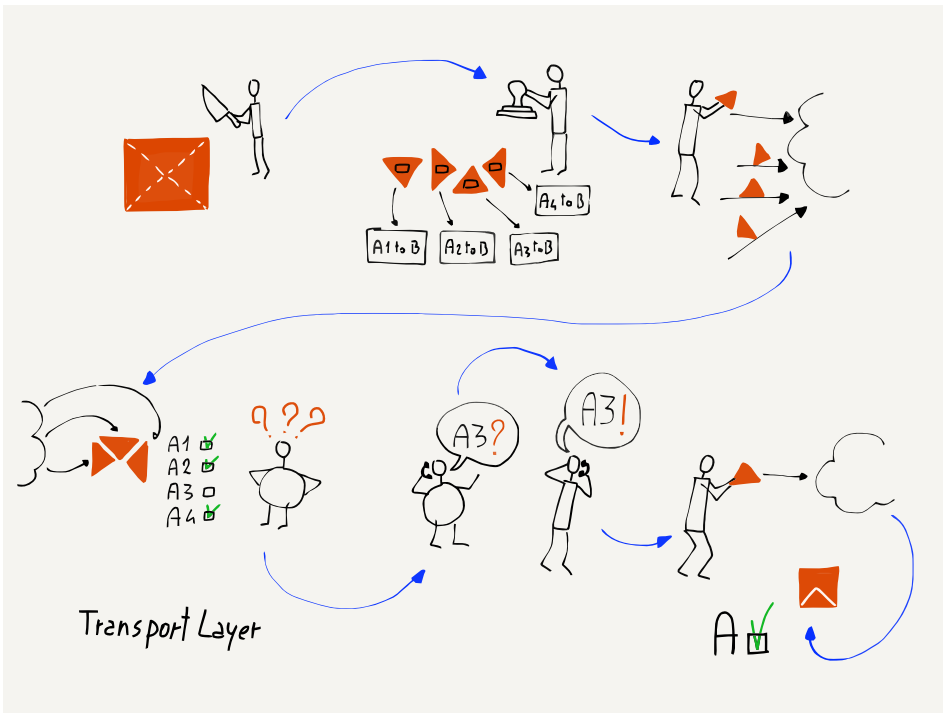 A1 to B
A2 to B
A3 to B
A4 to B
? ? ?
A1
A2
A3
A4
A3?
A3!
Transport Layer
A